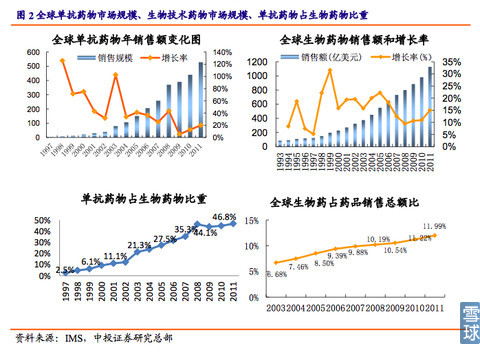 图 2 全球单抗药物市场规模、生物技术药物市场规模、单抗药物占生物药物比重
全球单抗药物年销售额变化图
销售规模 增长率
600
500
400
300
200
100
0
140%
120%
100%
80%
60%
40%
20%
0%
1997 1998 1999 2000 2001 2002 2003 2004 2005 2006 2007 2008 2009 2010 2011
全球生物药物销售额和增长率
销售额(亿美元) 增长率(%)
1200
1000
800
600
400
200
0
35%
30%
25%
20%
15%
10%
5%
0%
1993 1994 1995 1996 1997 1998 1999 2000 2001 2002 2003 2004 2005 2006 2007 2008 2009 2010 2011
单抗药物占生物药物比重
50%
40%
30%
20%
10%
0%
2.5% 6.1% 11.1% 21.3% 27.5% 35.3% 44.1% 46.8%
1997 1998 1999 2000 2001 2002 2003 2004 2005 2006 2007 2008 2009 2010 2011
全球生物药占药品销售总额比
15%
10%
5%
0%
6.68% 7.46% 8.50% 9.39% 9.88% 10.19% 10.54% 11.22% 11.99%
2003 2004 2005 2006 2007 2008 2009 2010 2011
雪球
资料来源：IMS，中投证券研究总部